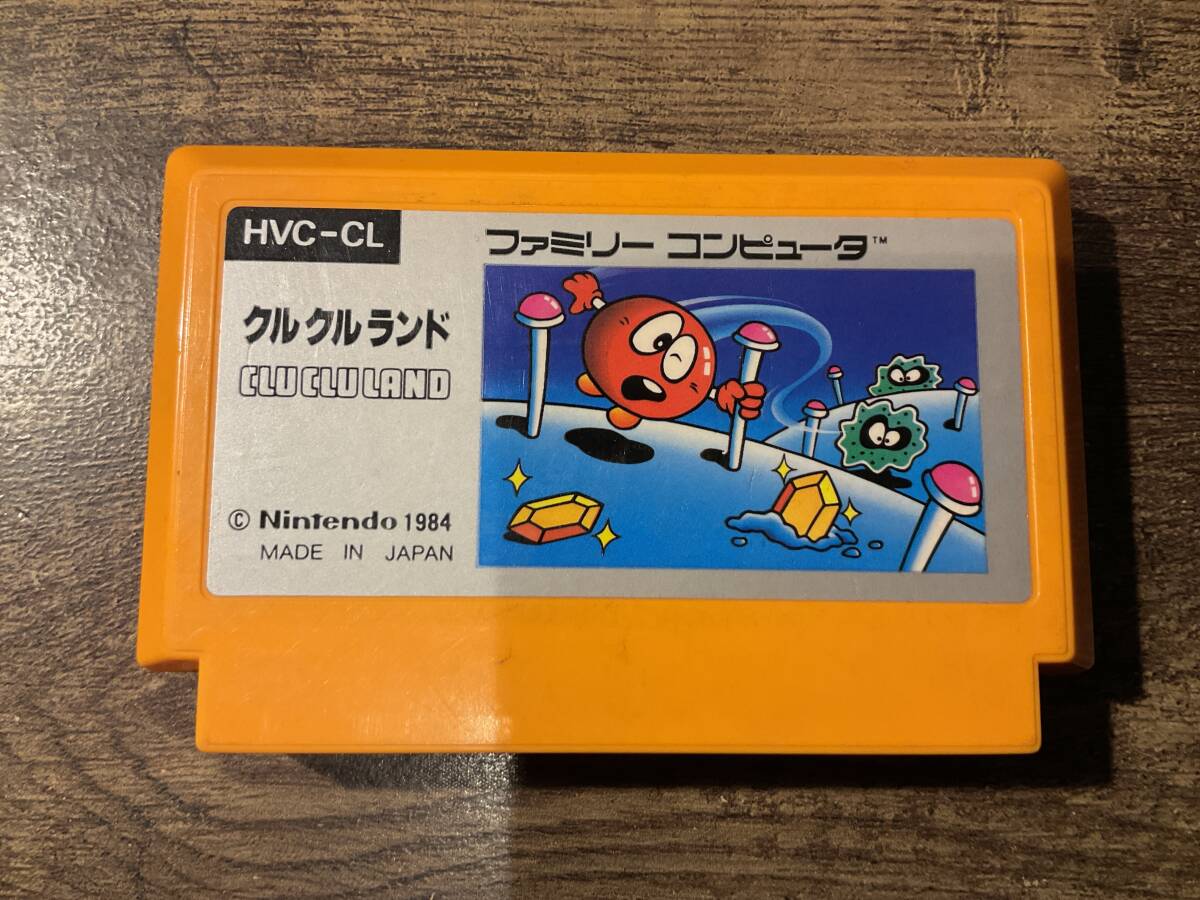 HVC-CL
ファミリー コンピュータ™
クルクルランド
CLU CLU LAND
© Nintendo 1984
MADE IN JAPAN